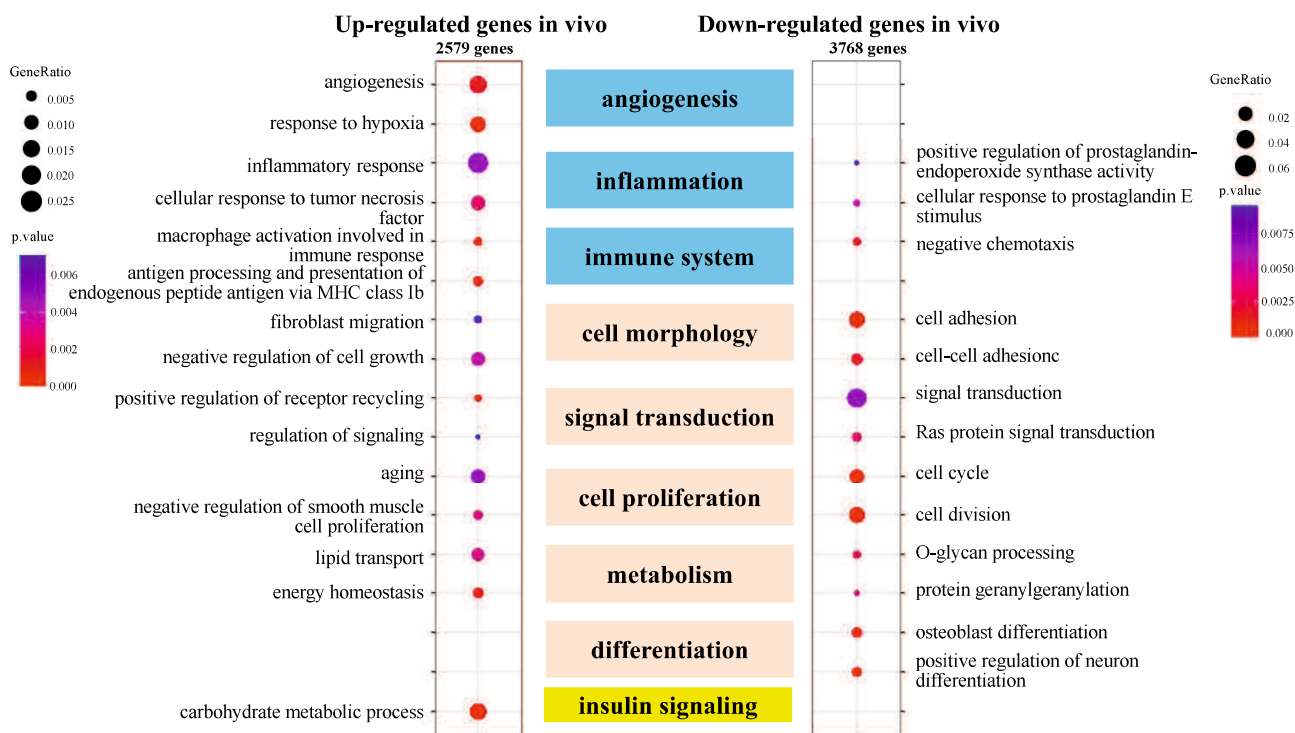 Up-regulated genes in vivo
2579 genes
Down-regulated genes in vivo
3768 genes
GeneRatio
0.005
0.010
0.015
0.020
0.025
p.value
0.006
0.004
0.002
0.000
angiogenesis
response to hypoxia
inflammatory response
cellular response to tumor necrosis
factor
macrophage activation involved in
immune response
antigen processing and presentation of
endogenous peptide antigen via MHC class Ib
fibroblast migration
negative regulation of cell growth
positive regulation of receptor recycling
regulation of signaling
aging
negative regulation of smooth muscle
cell proliferation
lipid transport
energy homeostasis
carbohydrate metabolic process
angiogenesis
inflammation
immune system
cell morphology
signal transduction
cell proliferation
metabolism
differentiation
insulin signaling
positive regulation of prostaglandin-
endoperoxide synthase activity
cellular response to prostaglandin E
stimulus
negative chemotaxis
cell adhesion
cell-cell adhesionc
signal transduction
Ras protein signal transduction
cell cycle
cell division
O-glycan processing
protein geranylgeranylation
osteoblast differentiation
positive regulation of neuron
differentiation
GeneRatio
0.02
0.04
0.06
p.value
0.0075
0.0050
0.0025
0.000